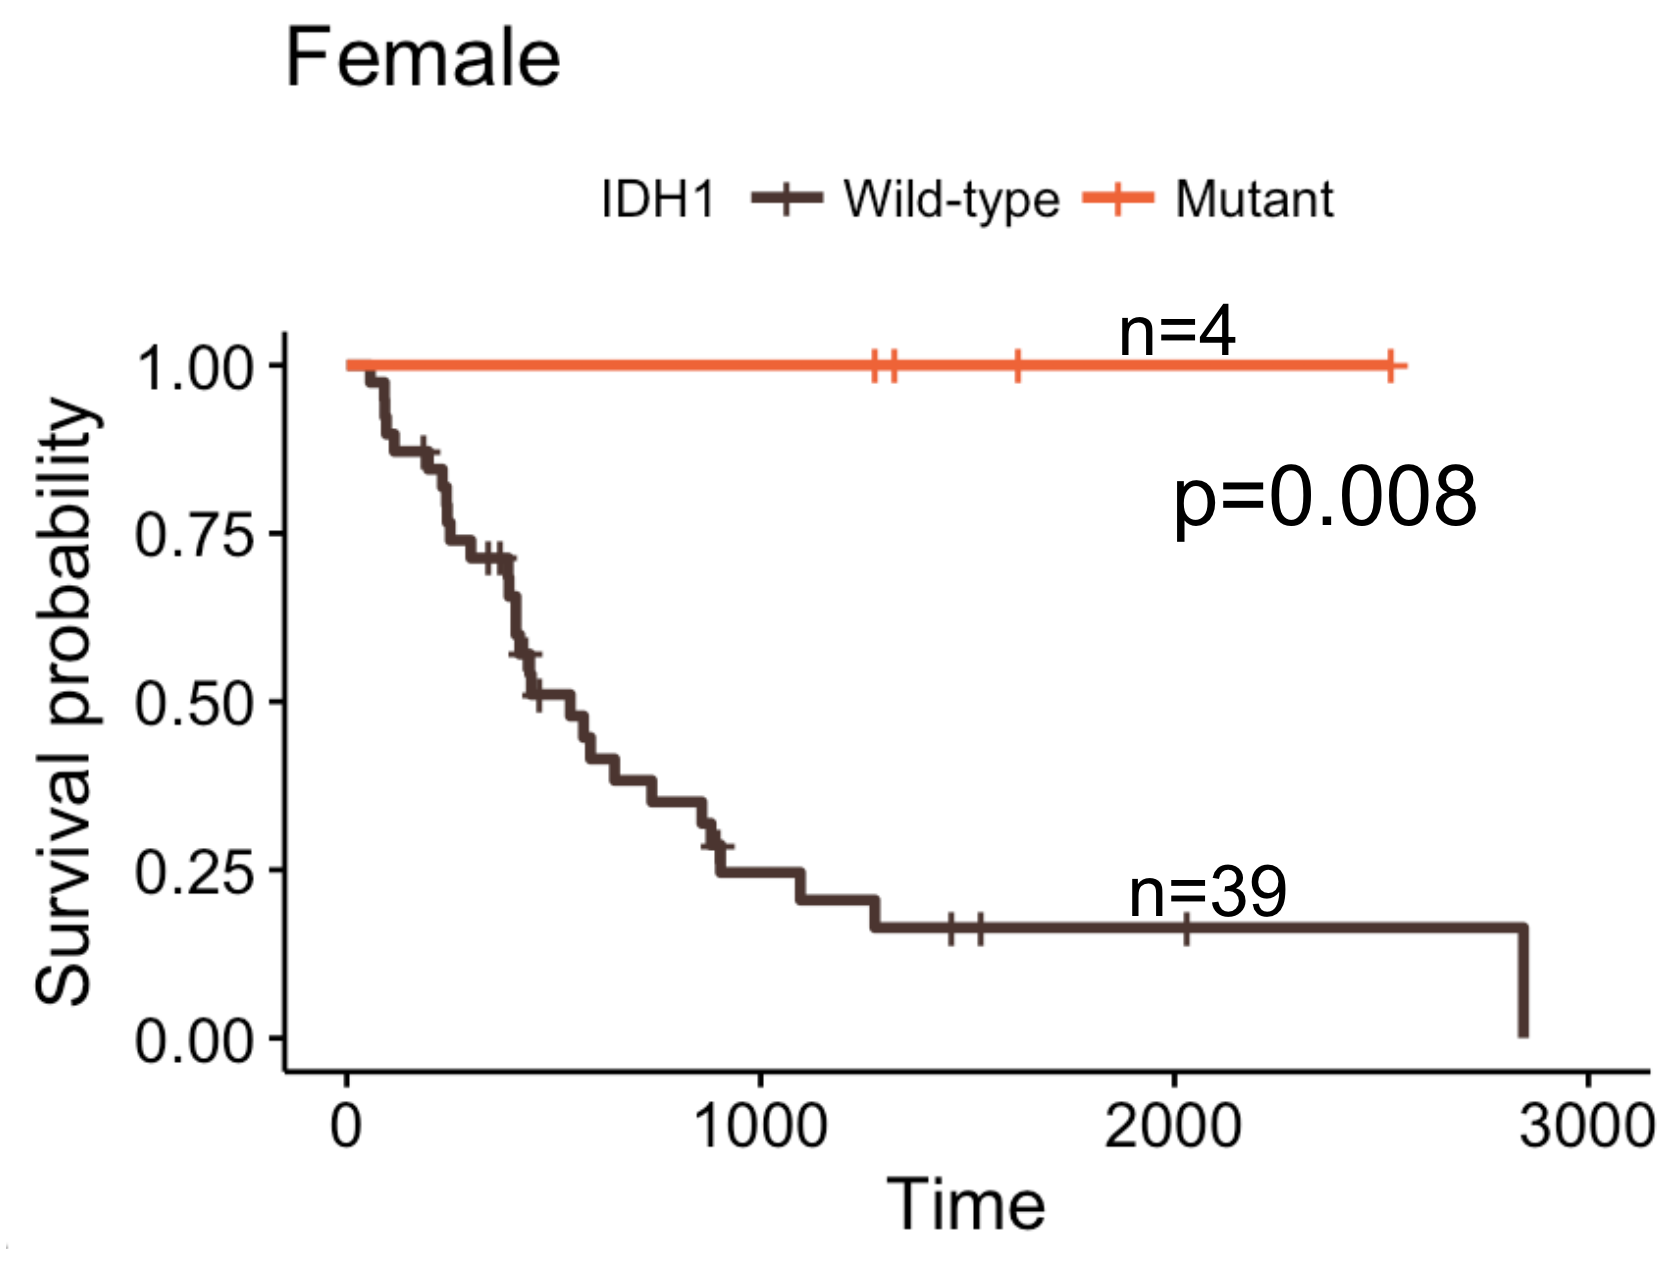 Female
IDH1 Wild-type Mutant
n=4
1.00
p=0.008
0.75
Survival probability
0.50
n=39
0.25
0.00
0 1000 2000 3000
Time